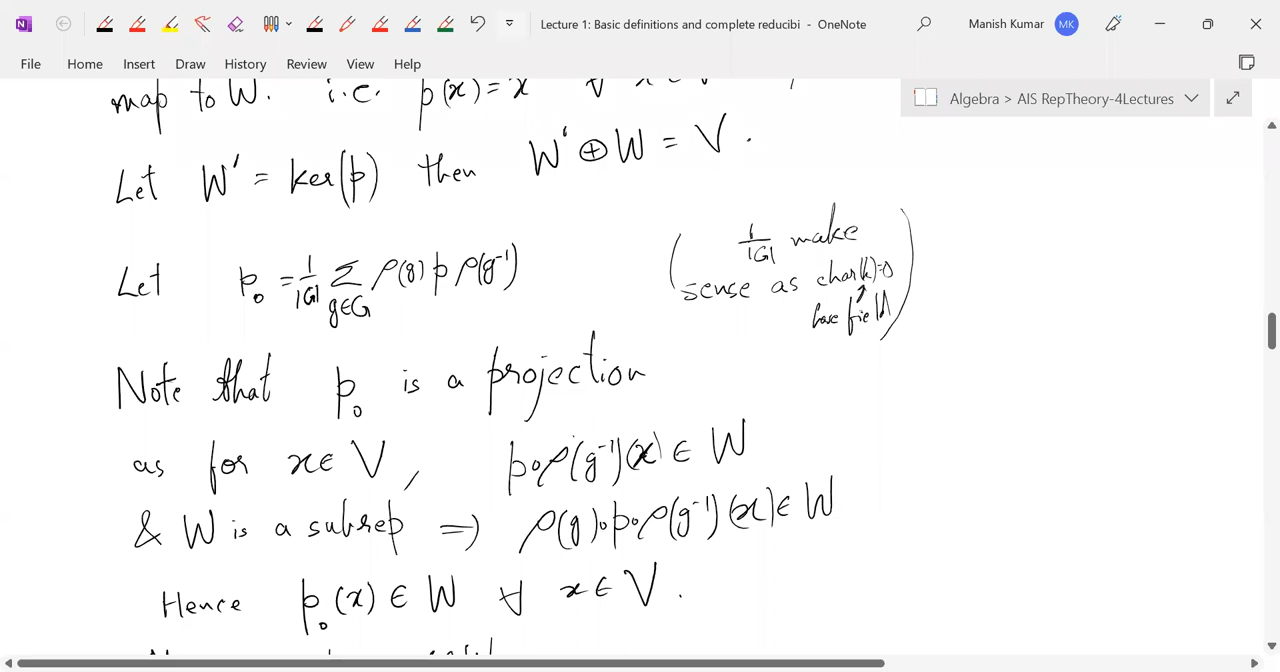 Lecture 1: Basic definitions and complete reducibi - OneNote
Manish Kumar
MK
File Home Insert Draw History Review View Help
Algebra > AIS RepTheory-4Lectures
map to W. i.e. p(x) = x ∀ x ∈
Let W' = ker(p) then W' ⊕ W = V.
Let p₀ = 1/|G| Σ_{g∈G} ρ(g) p ρ(g⁻¹)
( 1/|G| make
sense as char(k)=0
base field )
Note that p₀ is a projection
as for x ∈ V, p∘ρ(g⁻¹)(x) ∈ W
& W is a subrep ⇒ ρ(g)∘p∘ρ(g⁻¹)(x) ∈ W
Hence p₀(x) ∈ W ∀ x ∈ V.